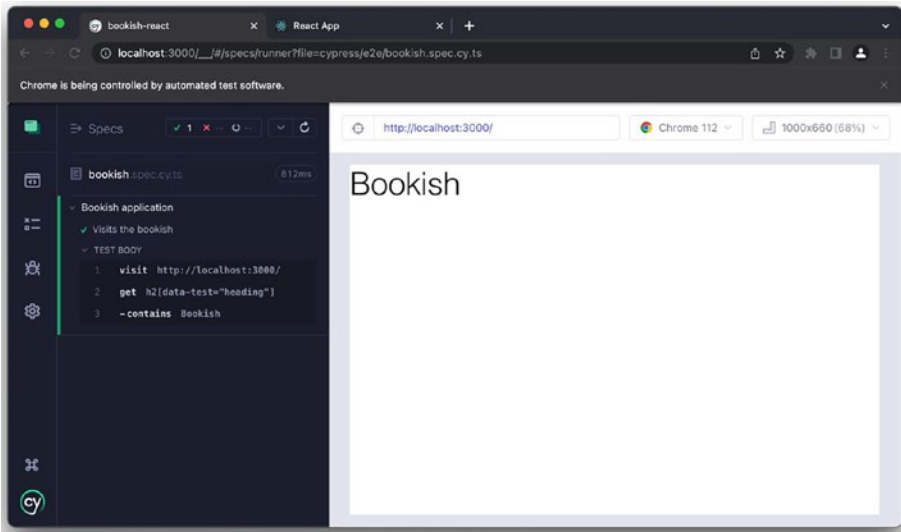 bookish-react
React App
localhost:3000/__/#/specs/runner?file=cypress/e2e/bookish.spec.cy.ts
Chrome is being controlled by automated test software.
Specs
1
--
--
http://localhost:3000/
Chrome 112
1000x660 (68%)
bookish.spec.cy.ts
812ms
Bookish application
Visits the bookish
TEST BODY
1 visit http://localhost:3000/
2 get h2[data-test="heading"]
3 -contains Bookish
Bookish
cy